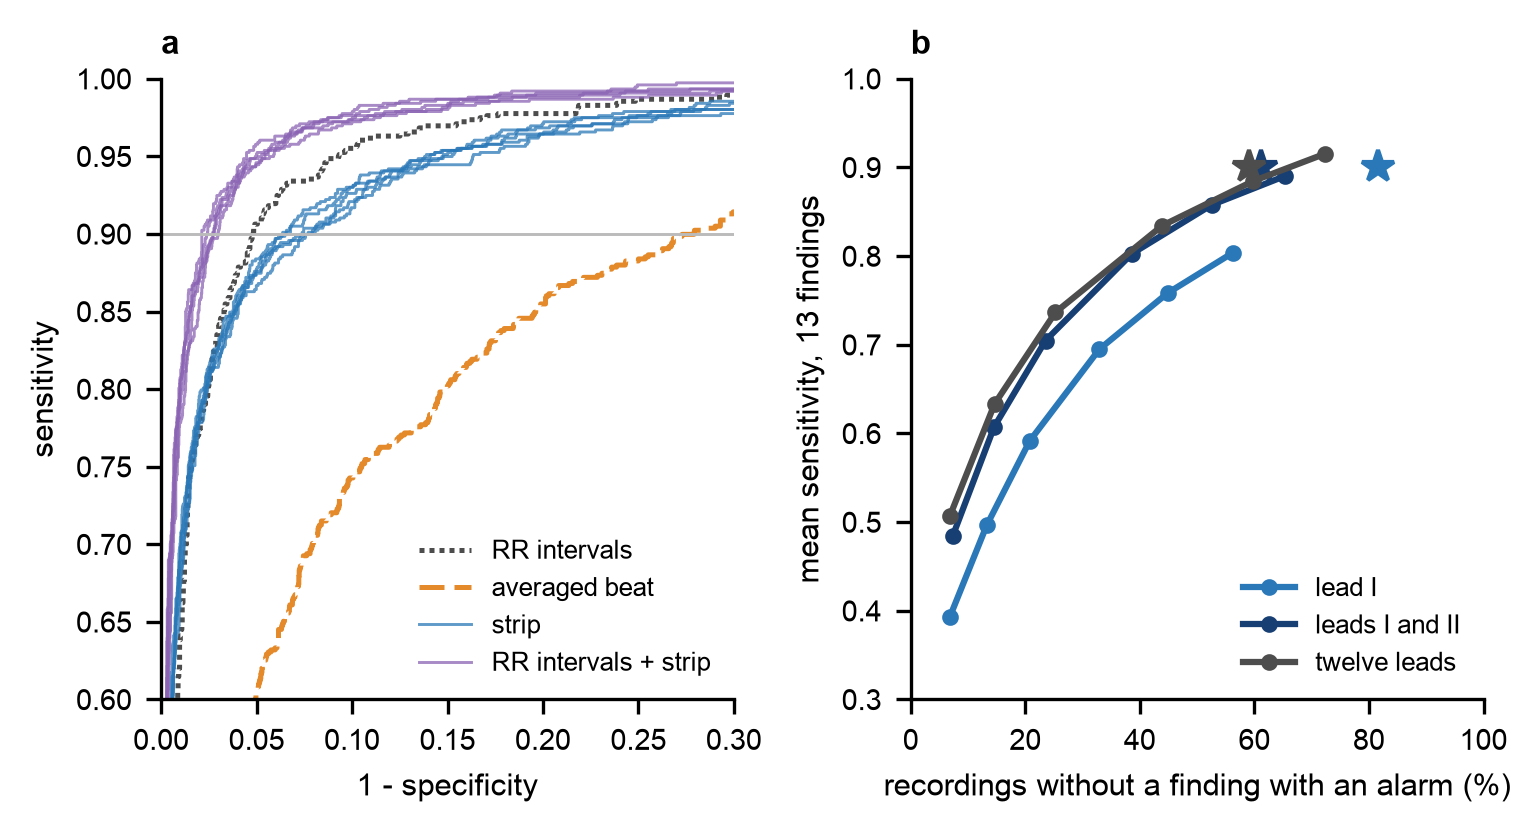 a
1.00
0.95
0.90
0.85
0.80
0.75
0.70
0.65
0.60
sensitivity
RR intervals
averaged beat
strip
RR intervals + strip
0.00 0.05 0.10 0.15 0.20 0.25 0.30
1 - specificity
b
1.0
0.9
0.8
0.7
0.6
0.5
0.4
0.3
mean sensitivity, 13 findings
lead I
leads I and II
twelve leads
0 20 40 60 80 100
recordings without a finding with an alarm (%)